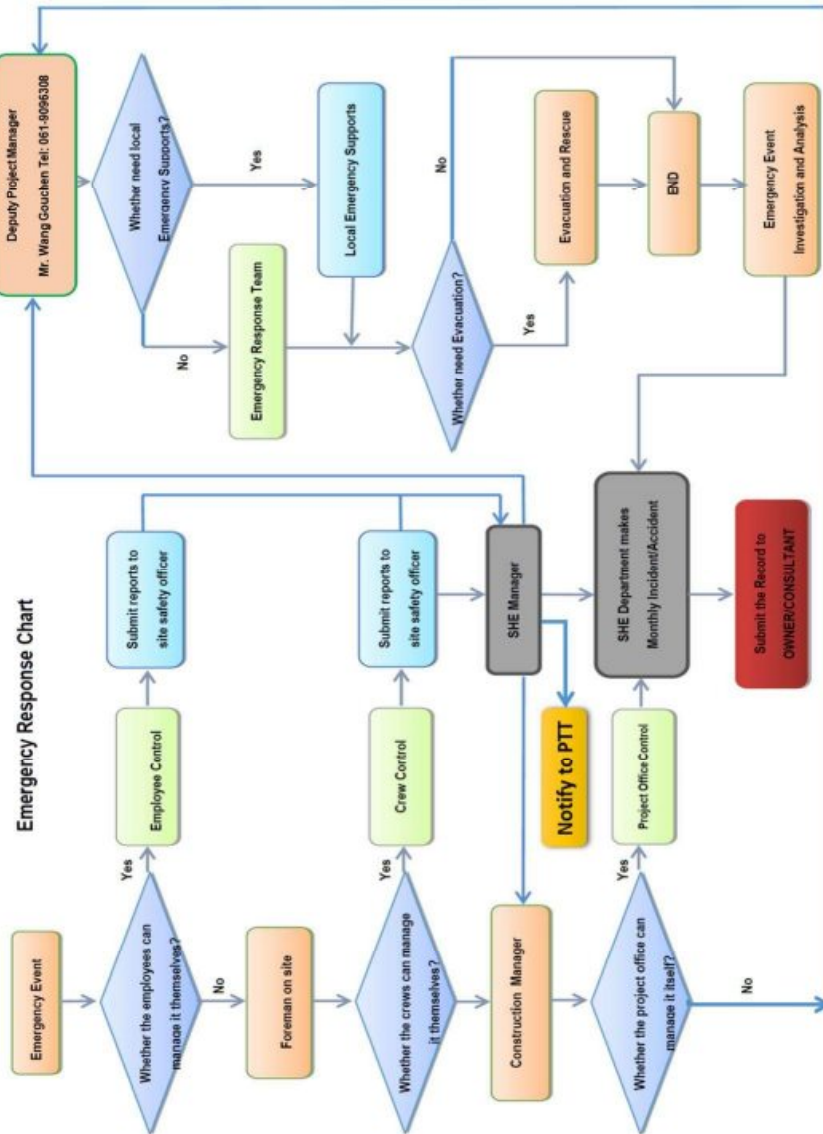 Emergency Response Chart
Emergency Event
Whether the employees can
manage it themselves?
Yes
Employee Control
Submit reports to
site safety officer
No
Foreman on site
Whether the crews can manage
it themselves?
Yes
Crew Control
Submit reports to
site safety officer
Construction Manager
SHE Manager
Notify to PTT
Whether the project office can
manage it itself?
Yes
Project Office Control
SHE Department makes
Monthly Incident/Accident
No
Submit the Record to
OWNER/CONSULTANT
Deputy Project Manager
Mr. Wang Gouchen Tel: 061-9096308
Whether need local
Emergency Supports?
No
Yes
Emergency Response Team
Local Emergency Supports
Whether need Evacuation?
Yes
No
Evacuation and Rescue
END
Emergency Event
Investigation and Analysis